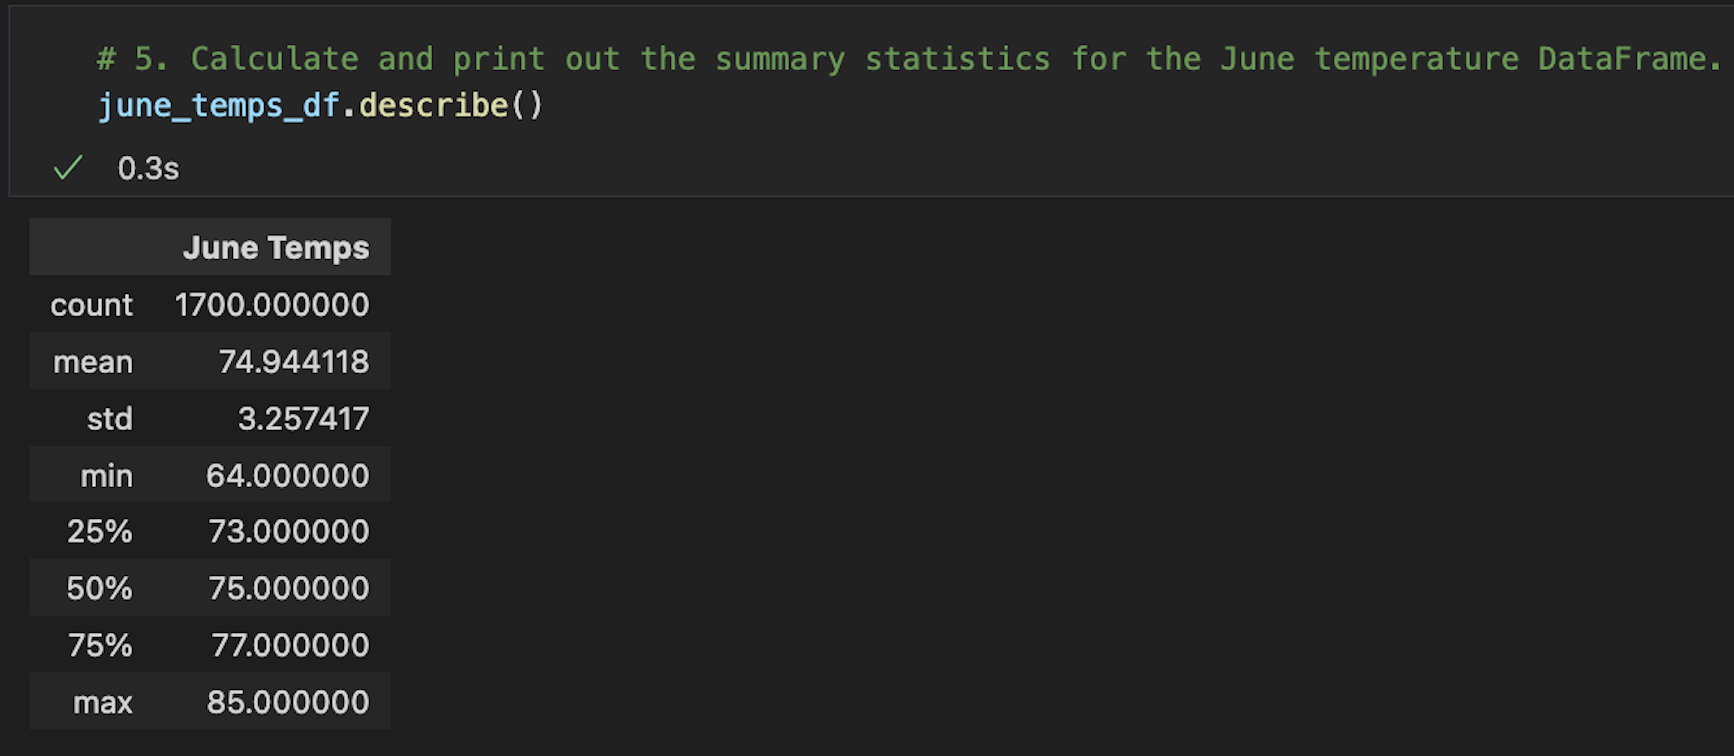 # 5. Calculate and print out the summary statistics for the June temperature DataFrame.
june_temps_df.describe()
0.3s
June Temps
count 1700.000000
mean 74.944118
std 3.257417
min 64.000000
25% 73.000000
50% 75.000000
75% 77.000000
max 85.000000